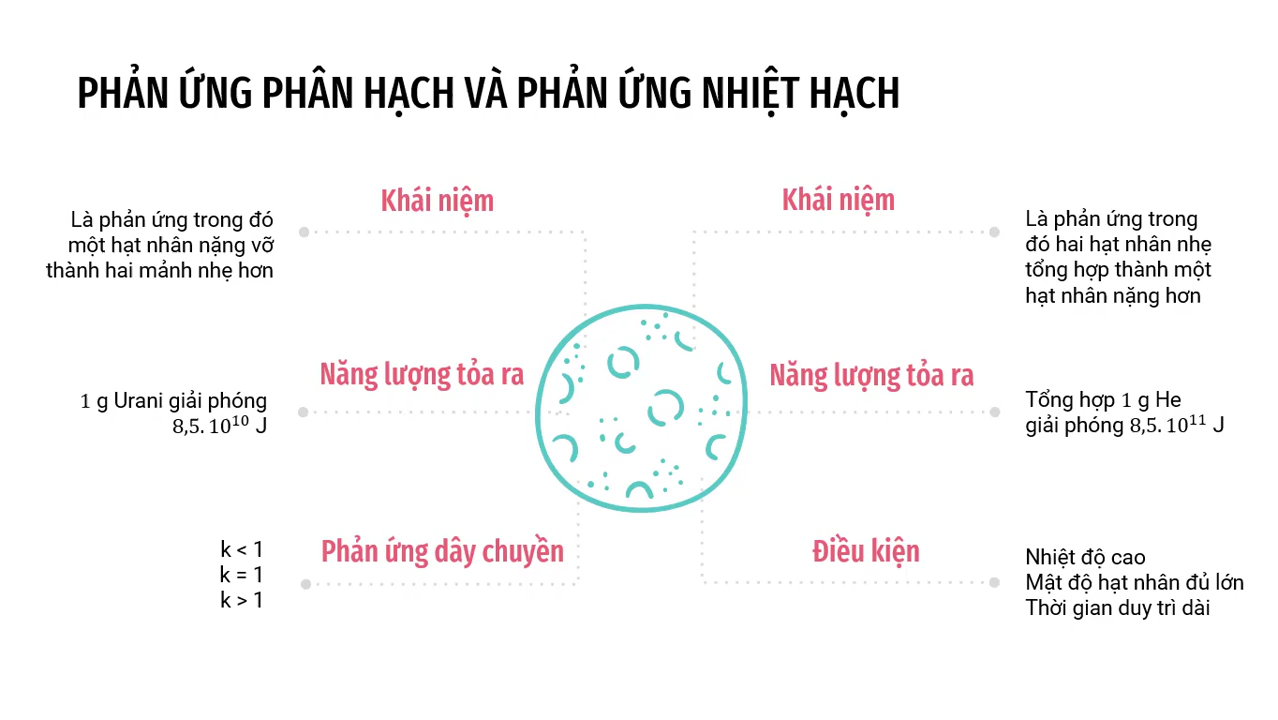 PHẢN ỨNG PHÂN HẠCH VÀ PHẢN ỨNG NHIỆT HẠCH
Khái niệm
Là phản ứng trong đó
một hạt nhân nặng vỡ
thành hai mảnh nhẹ hơn
Năng lượng tỏa ra
1 g Urani giải phóng
8,5. 10¹⁰ J
Phản ứng dây chuyền
k < 1
k = 1
k > 1
Khái niệm
Là phản ứng trong
đó hai hạt nhân nhẹ
tổng hợp thành một
hạt nhân nặng hơn
Năng lượng tỏa ra
Tổng hợp 1 g He
giải phóng 8,5. 10¹¹ J
Điều kiện
Nhiệt độ cao
Mật độ hạt nhân đủ lớn
Thời gian duy trì dài